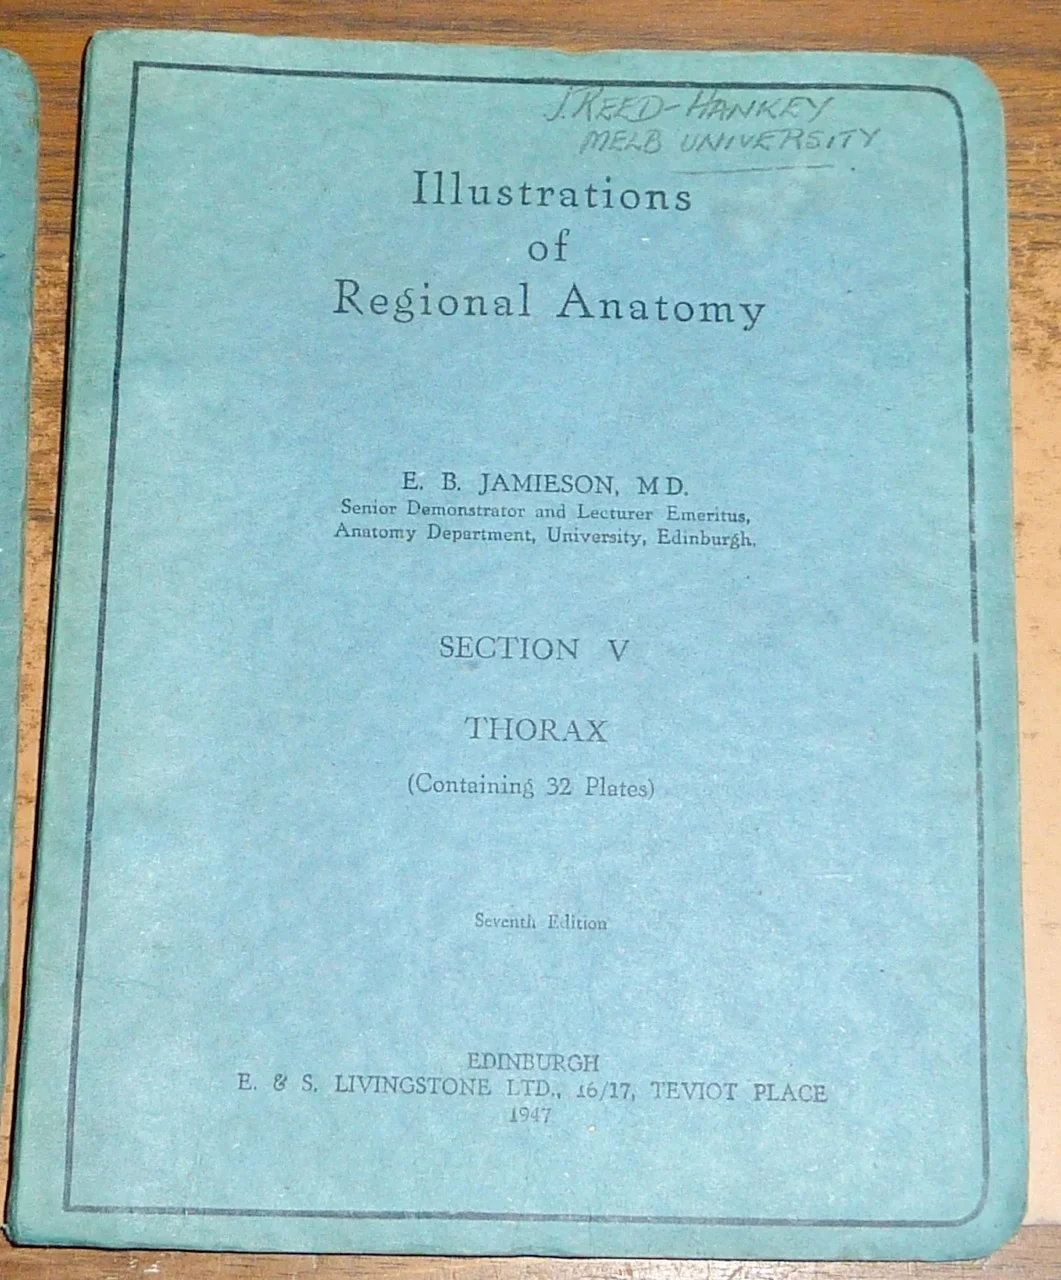 J. REED-HANKEY
MELB UNIVERSITY
Illustrations
of
Regional Anatomy
E. B. JAMIESON, M D.
Senior Demonstrator and Lecturer Emeritus,
Anatomy Department, University, Edinburgh.
SECTION V
THORAX
(Containing 32 Plates)
Seventh Edition
EDINBURGH
E. & S. LIVINGSTONE LTD., 16/17, TEVIOT PLACE
1947